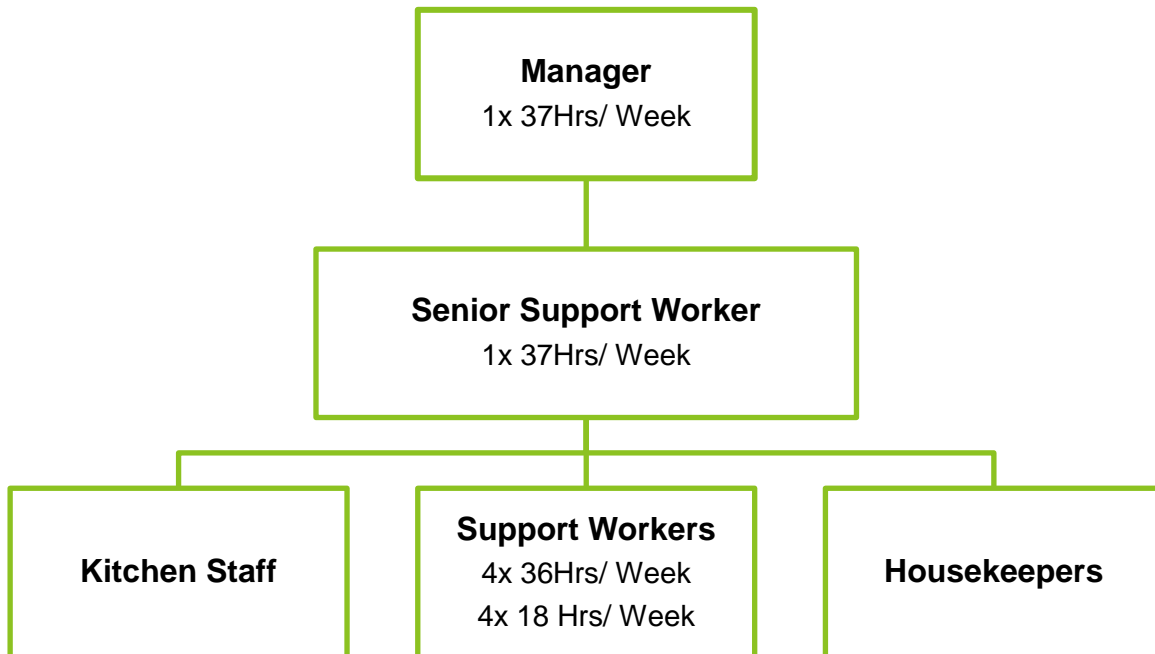 Manager
1x 37Hrs/ Week
Senior Support Worker
1x 37Hrs/ Week
Kitchen Staff
Support Workers
4x 36Hrs/ Week
4x 18 Hrs/ Week
Housekeepers